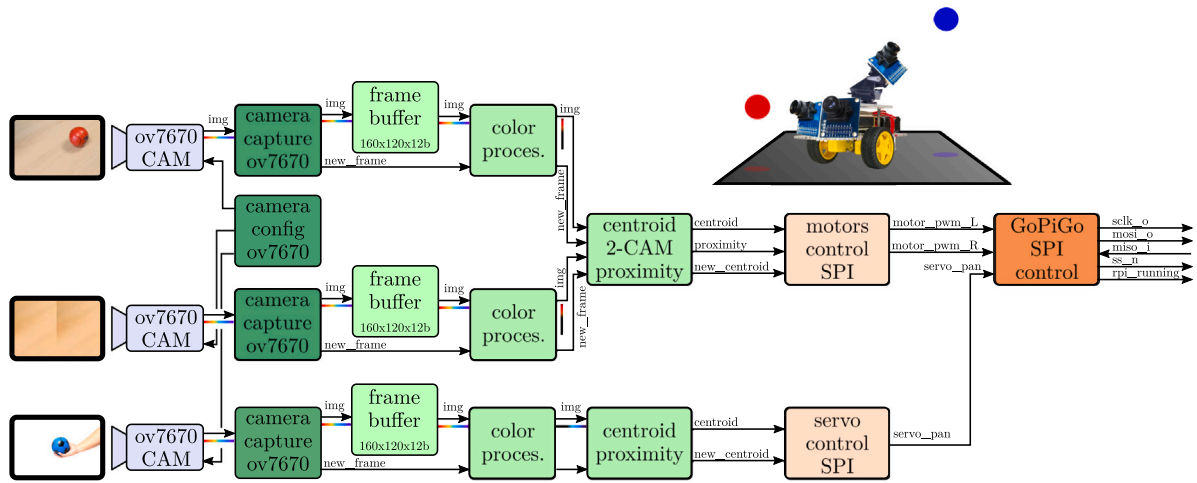 img
ov7670
CAM
camera
capture
ov7670
img
frame
buffer
160x120x12b
img
new_frame
color
proces.
img
new_frame
camera
config
ov7670
centroid
2-CAM
proximity
centroid
proximity
new_centroid
motors
control
SPI
motor_pwm_L
motor_pwm_R
servo_pan
GoPiGo
SPI
control
sclk_o
mosi_o
miso_i
ss_n
rpi_running
ov7670
CAM
camera
capture
ov7670
img
frame
buffer
160x120x12b
img
new_frame
color
proces.
img
new_frame
ov7670
CAM
camera
capture
ov7670
img
frame
buffer
160x120x12b
img
new_frame
color
proces.
img
centroid
proximity
centroid
new_centroid
servo
control
SPI
servo_pan